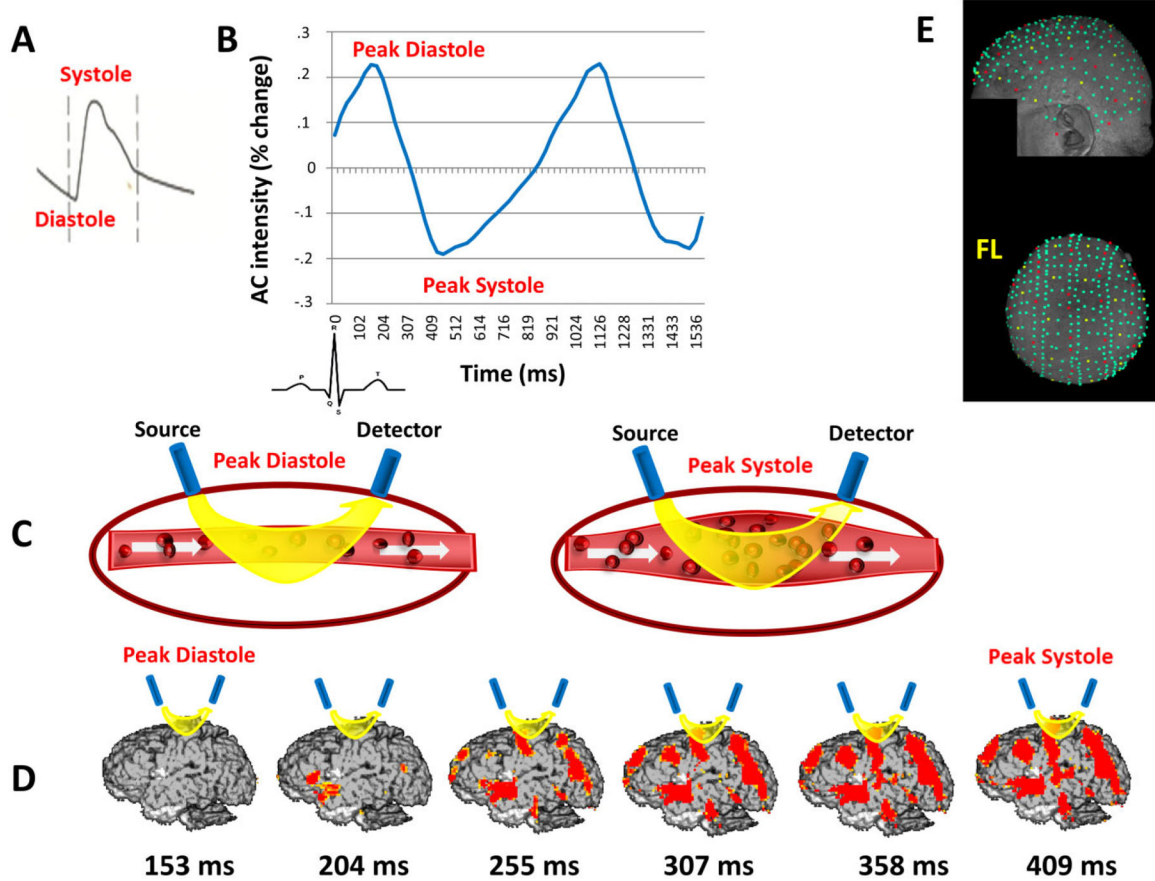 A
Systole
Diastole
B
Peak Diastole
Peak Systole
AC intensity (% change)
.3
.2
.1
0
-.1
-.2
-.3
0
102
204
307
409
512
614
716
819
921
1024
1126
1228
1331
1433
1536
Time (ms)
P
Q
S
T
E
FL
C
Source
Detector
Peak Diastole
Source
Detector
Peak Systole
D
Peak Diastole
Peak Systole
153 ms
204 ms
255 ms
307 ms
358 ms
409 ms